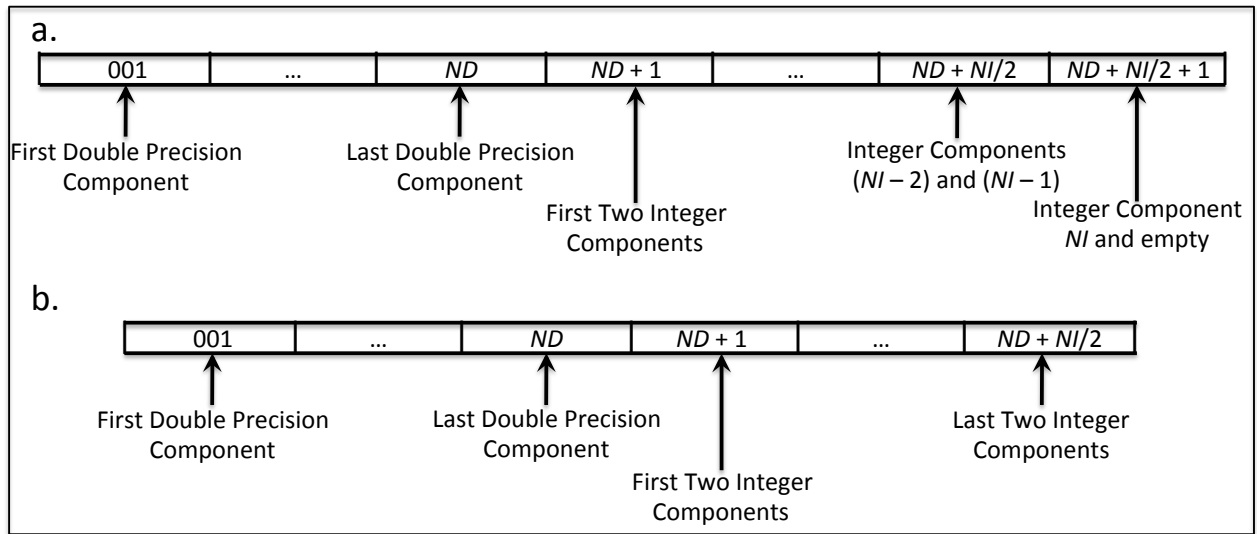 a.
001 ... ND ND + 1 ... ND + NI/2 ND + NI/2 + 1
First Double Precision
Component
Last Double Precision
Component
First Two Integer
Components
Integer Components
(NI – 2) and (NI – 1)
Integer Component
NI and empty
b.
001 ... ND ND + 1 ... ND + NI/2
First Double Precision
Component
Last Double Precision
Component
First Two Integer
Components
Last Two Integer
Components